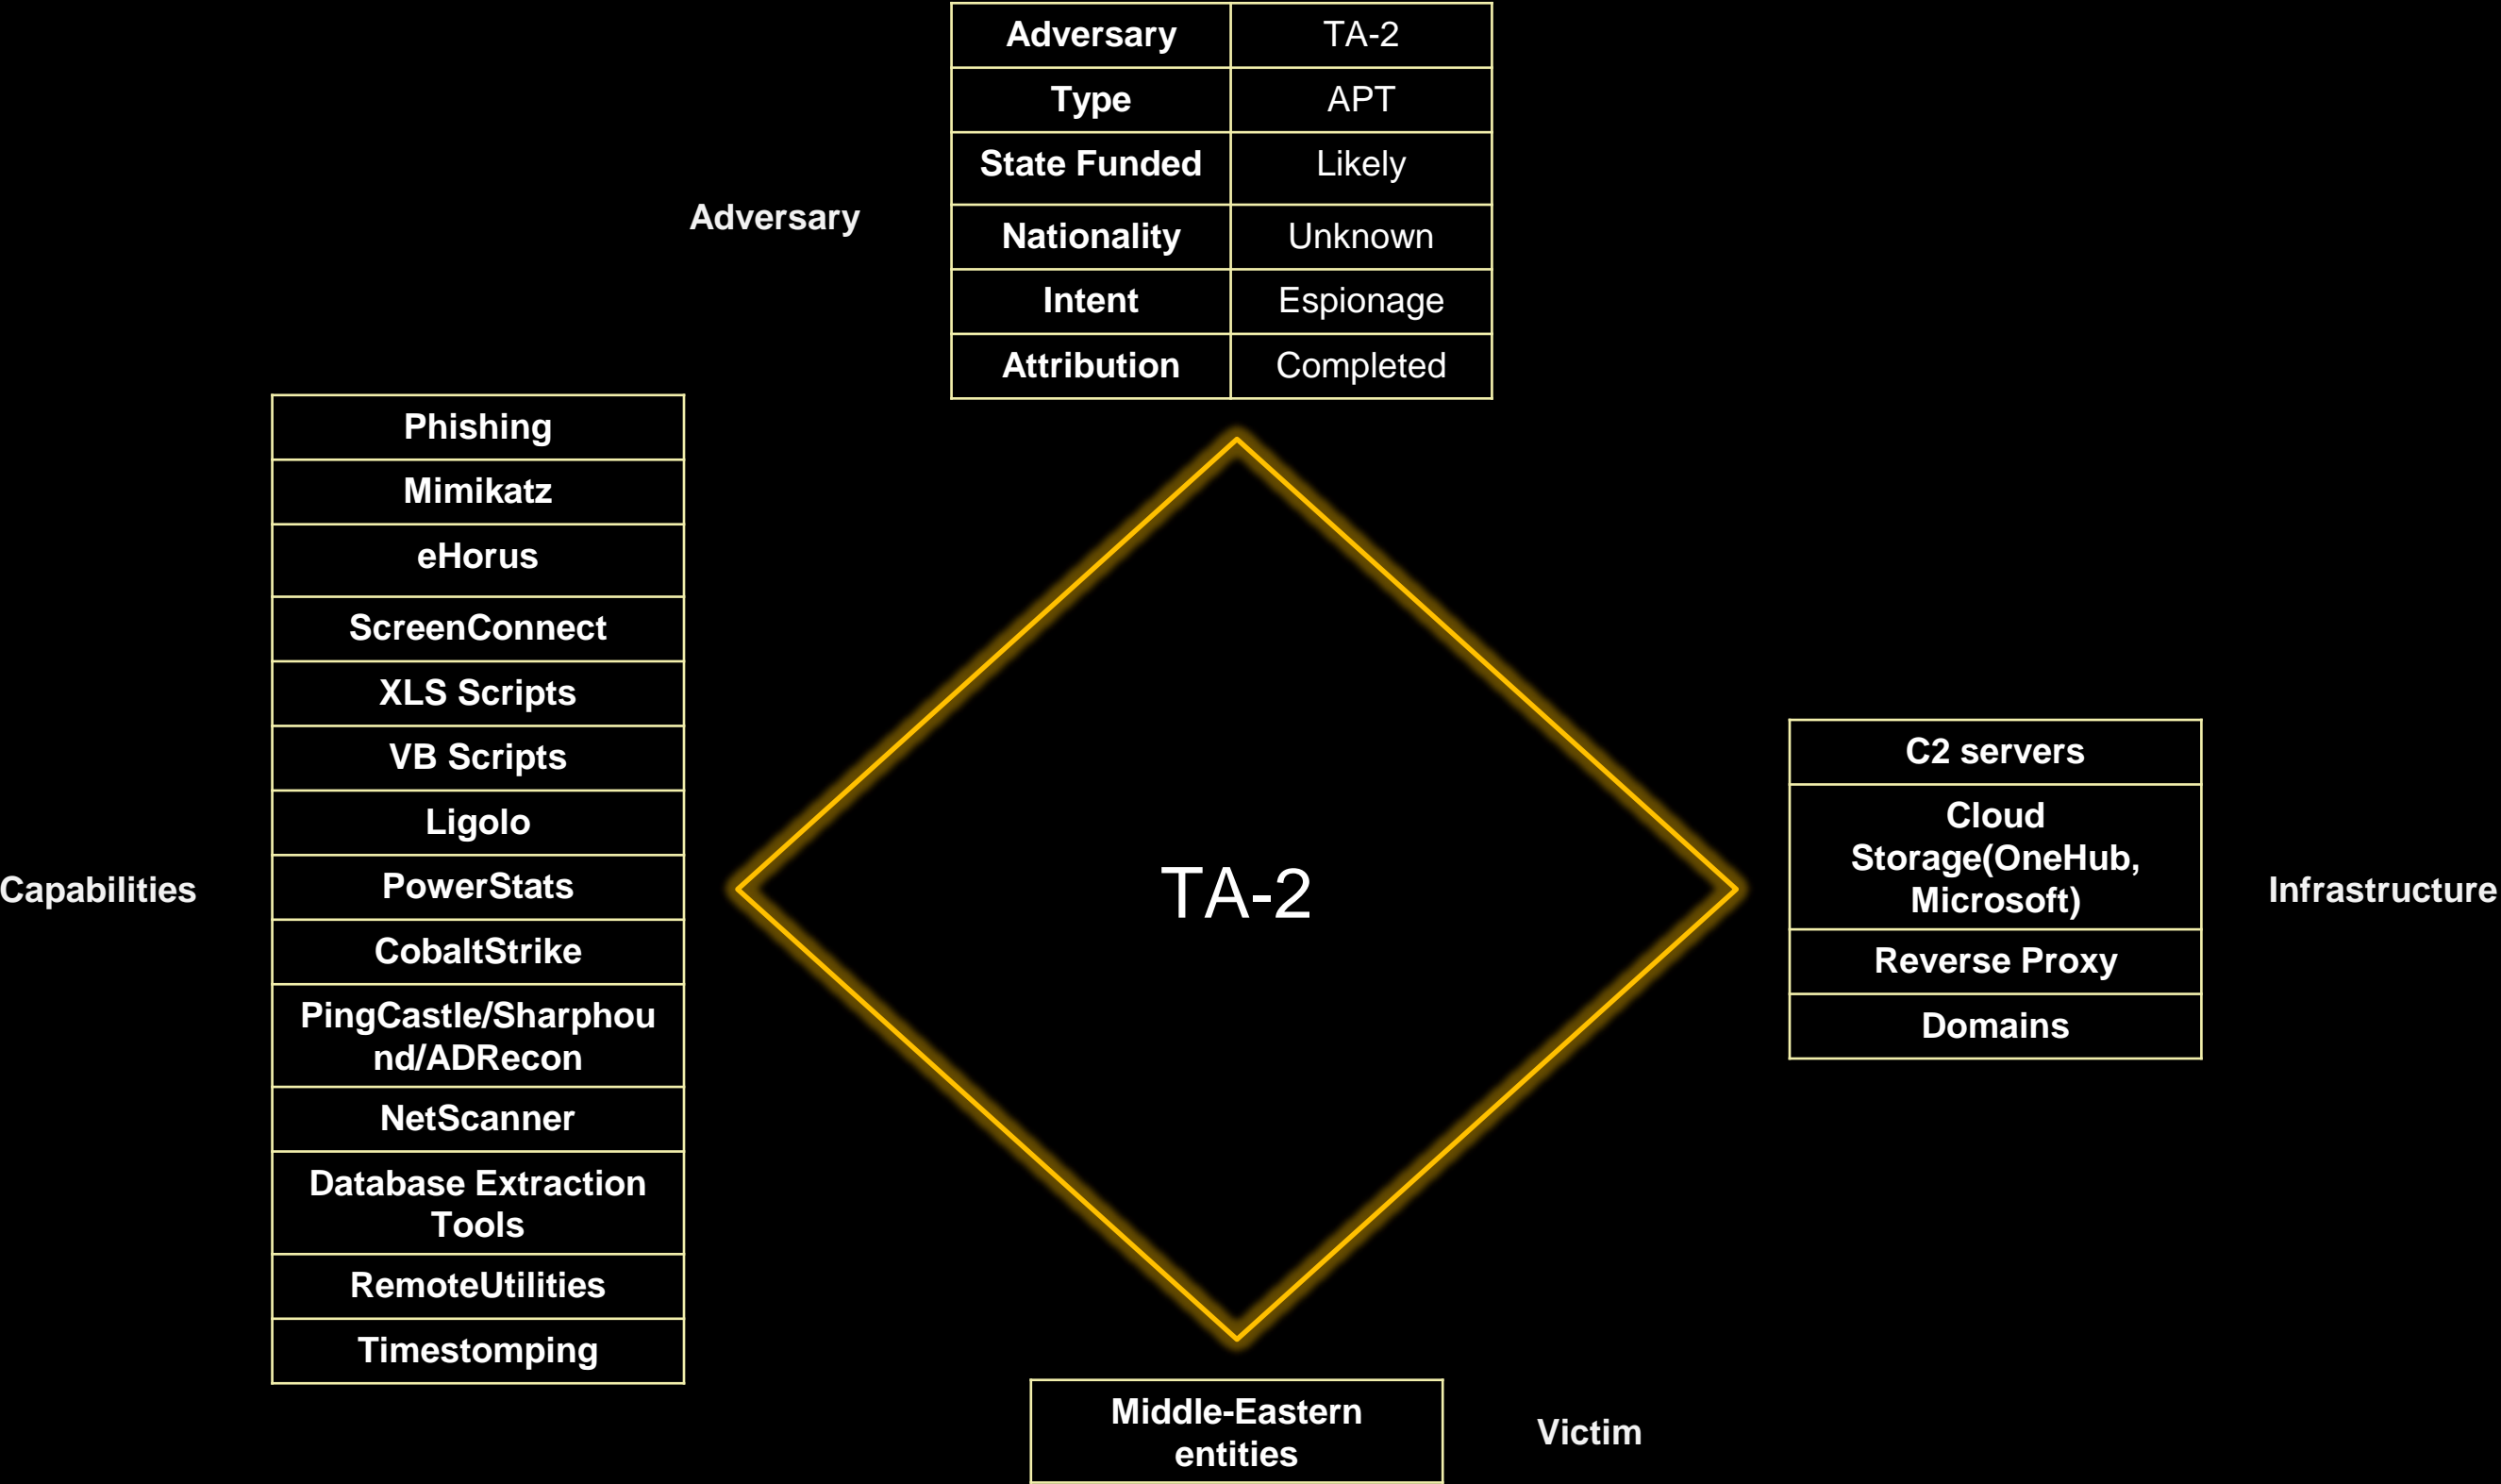 Adversary TA-2
Type APT
State Funded Likely
Adversary
Nationality Unknown
Intent Espionage
Attribution Completed
Phishing
Mimikatz
eHorus
ScreenConnect
XLS Scripts
VB Scripts
Ligolo
Capabilities
PowerStats
CobaltStrike
PingCastle/Sharphou
nd/ADRecon
NetScanner
Database Extraction
Tools
RemoteUtilities
Timestomping
TA-2
C2 servers
Cloud
Storage(OneHub,
Microsoft)
Reverse Proxy
Domains
Infrastructure
Middle-Eastern
entities
Victim